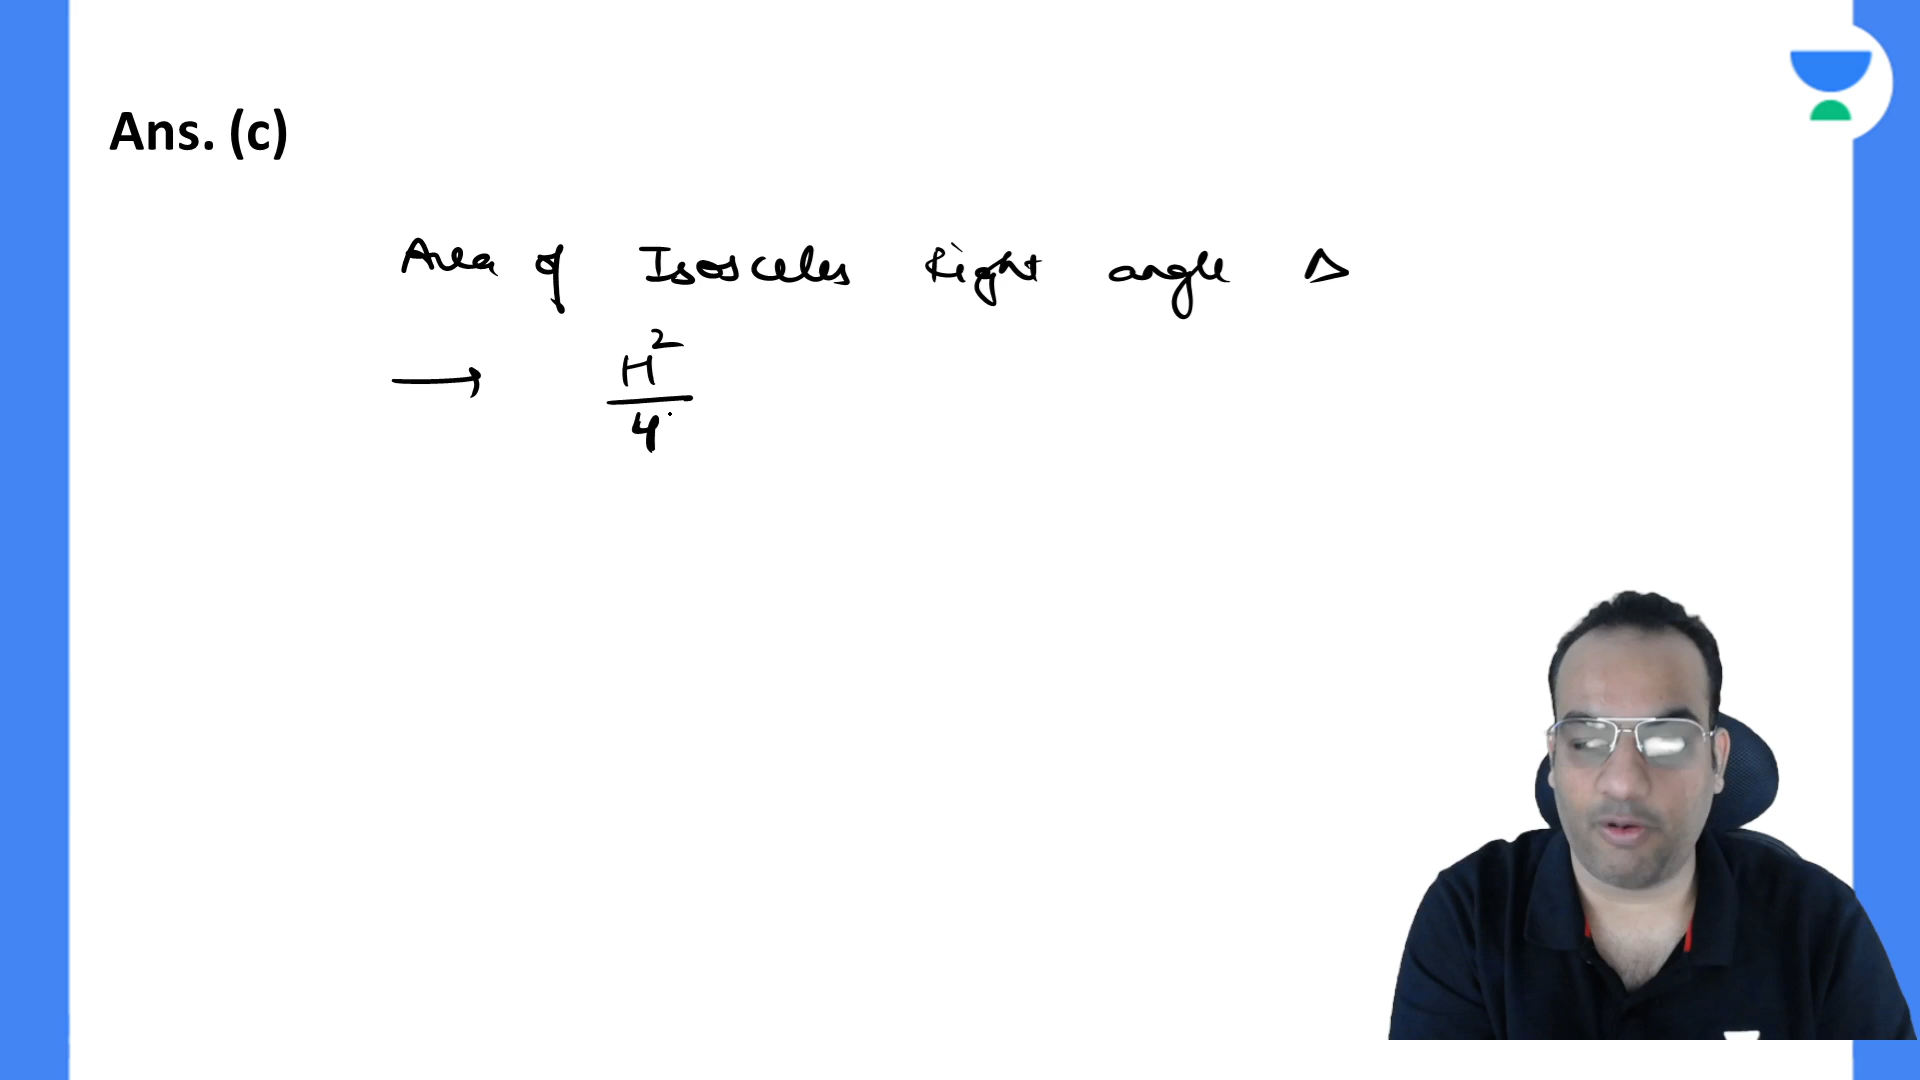 Ans. (c)
Area of Isosceles Right angle Δ
→ H²/4